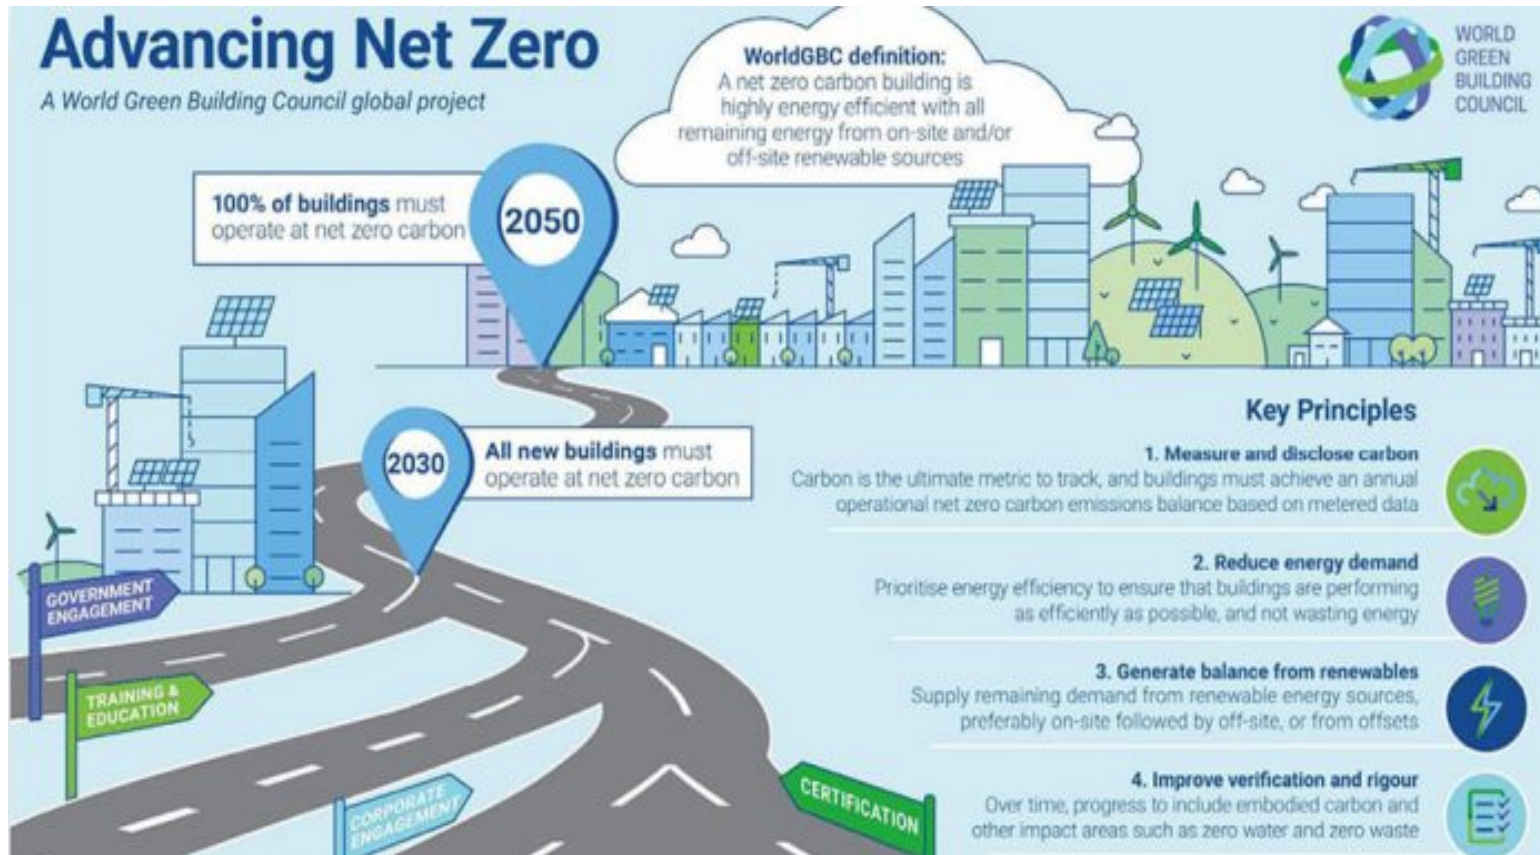 Advancing Net Zero
A World Green Building Council global project
WorldGBC definition:
A net zero carbon building is
highly energy efficient with all
remaining energy from on-site and/or
off-site renewable sources
WORLD
GREEN
BUILDING
COUNCIL
100% of buildings must
operate at net zero carbon
2050
2030
All new buildings must
operate at net zero carbon
Key Principles
1. Measure and disclose carbon
Carbon is the ultimate metric to track, and buildings must achieve an annual
operational net zero carbon emissions balance based on metered data
2. Reduce energy demand
Prioritise energy efficiency to ensure that buildings are performing
as efficiently as possible, and not wasting energy
3. Generate balance from renewables
Supply remaining demand from renewable energy sources,
preferably on-site followed by off-site, or from offsets
4. Improve verification and rigour
Over time, progress to include embodied carbon and
other impact areas such as zero water and zero waste
GOVERNMENT
ENGAGEMENT
TRAINING &
EDUCATION
CORPORATE
ENGAGEMENT
CERTIFICATION